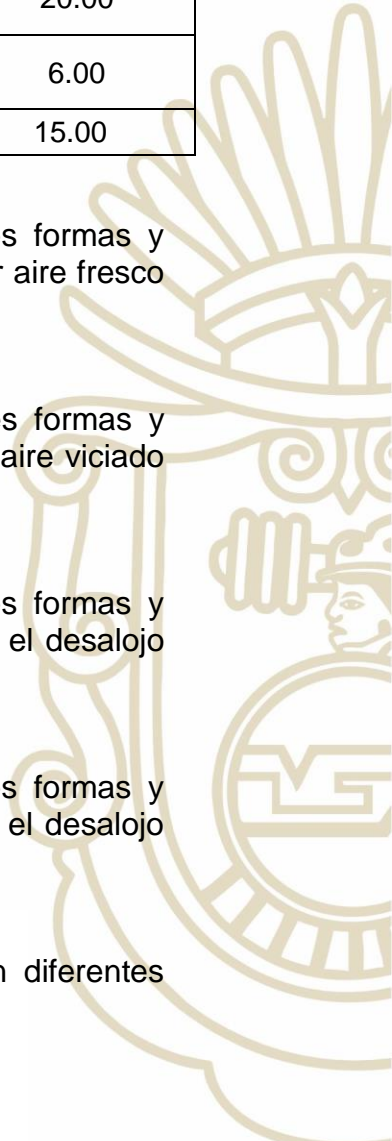 20.00
6.00
15.00
formas y
aire fresco
formas y
aire viciado
formas y
el desalojo
formas y
el desalojo
diferentes